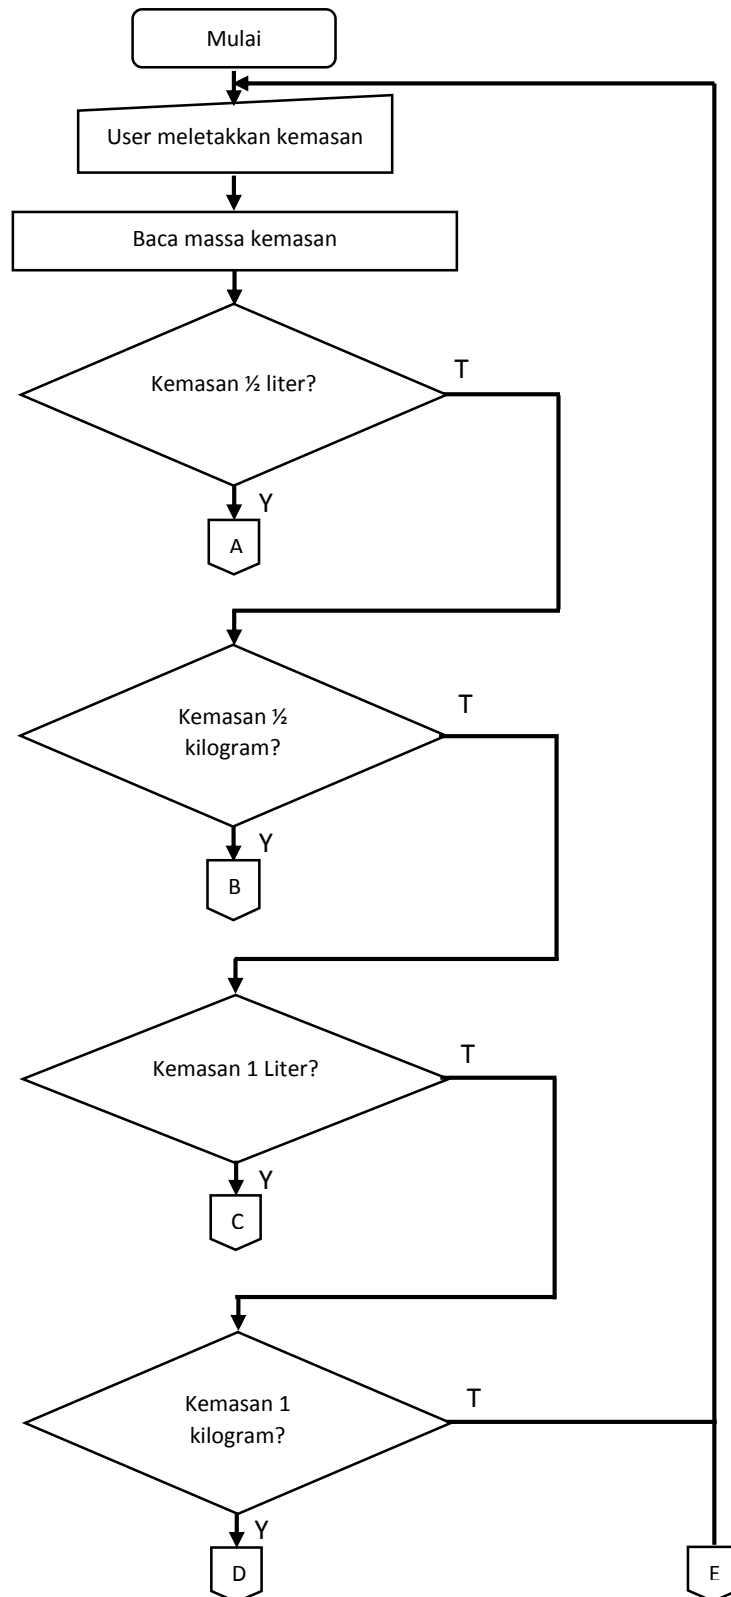 Mulai
User meletakkan kemasan
Baca massa kemasan
Kemasan ½ liter?
T
Y
A
Kemasan ½
kilogram?
T
Y
B
Kemasan 1 Liter?
T
Y
C
Kemasan 1
kilogram?
T
Y
D
E